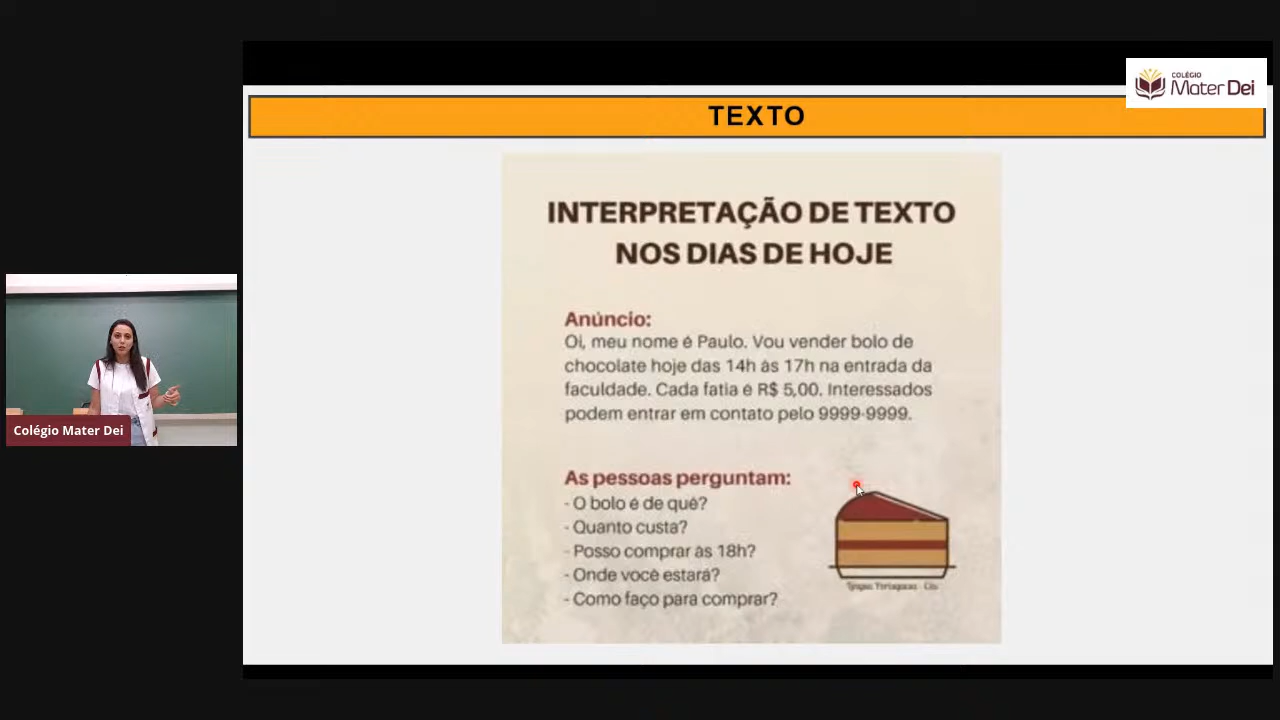 COLÉGIO
Mater Dei
TEXTO
INTERPRETAÇÃO DE TEXTO
NOS DIAS DE HOJE
Anúncio:
Oi, meu nome é Paulo. Vou vender bolo de
chocolate hoje das 14h às 17h na entrada da
faculdade. Cada fatia é R$ 5,00. Interessados
podem entrar em contato pelo 9999-9999.
As pessoas perguntam:
- O bolo é de quê?
- Quanto custa?
- Posso comprar às 18h?
- Onde você estará?
- Como faço para comprar?
Colégio Mater Dei